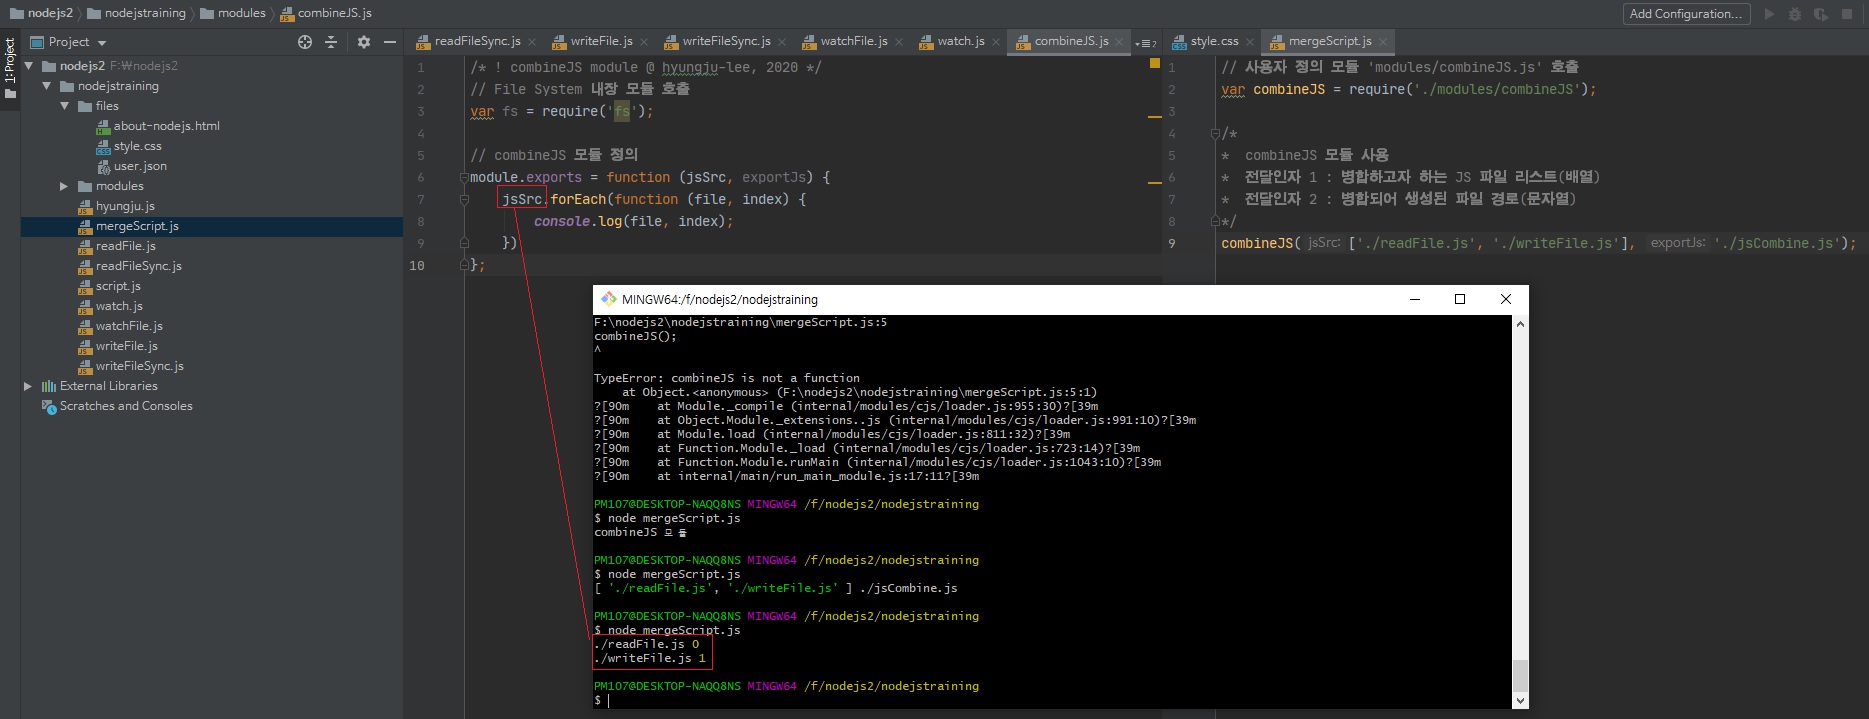 nodejs2 nodejstraining modules combineJS.js
Add Configuration...
1: Project
Project
nodejs2 F:\nodejs2
nodejstraining
files
about-nodejs.html
style.css
user.json
modules
hyungju.js
mergeScript.js
readFile.js
readFileSync.js
script.js
watch.js
watchFile.js
writeFile.js
writeFileSync.js
External Libraries
Scratches and Consoles
readFileSync.js writeFile.js writeFileSync.js watchFile.js watch.js combineJS.js 2
1 /* ! combineJS module @ hyungju-lee, 2020 */
2 // File System 내장 모듈 호출
3 var fs = require('fs');
4
5 // combineJS 모듈 정의
6 module.exports = function (jsSrc, exportJs) {
7 jsSrc.forEach(function (file, index) {
8 console.log(file, index);
9 })
10 };
style.css mergeScript.js
1 // 사용자 정의 모듈 'modules/combineJS.js' 호출
2 var combineJS = require('./modules/combineJS');
3
4 /*
5 * combineJS 모듈 사용
6 * 전달인자 1 : 병합하고자 하는 JS 파일 리스트(배열)
7 * 전달인자 2 : 병합되어 생성된 파일 경로(문자열)
8 */
9 combineJS( jsSrc: ['./readFile.js', './writeFile.js'], exportJs: './jsCombine.js');
MINGW64:/f/nodejs2/nodejstraining
F:\nodejs2\nodejstraining\mergeScript.js:5
combineJS();
^
TypeError: combineJS is not a function
at Object.<anonymous> (F:\nodejs2\nodejstraining\mergeScript.js:5:1)
?[90m at Module._compile (internal/modules/cjs/loader.js:955:30)?[39m
?[90m at Object.Module._extensions..js (internal/modules/cjs/loader.js:991:10)?[39m
?[90m at Module.load (internal/modules/cjs/loader.js:811:32)?[39m
?[90m at Function.Module._load (internal/modules/cjs/loader.js:723:14)?[39m
?[90m at Function.Module.runMain (internal/modules/cjs/loader.js:1043:10)?[39m
?[90m at internal/main/run_main_module.js:17:11?[39m
PM107@DESKTOP-NAQQ8NS MINGW64 /f/nodejs2/nodejstraining
$ node mergeScript.js
combineJS 모듈
PM107@DESKTOP-NAQQ8NS MINGW64 /f/nodejs2/nodejstraining
$ node mergeScript.js
[ './readFile.js', './writeFile.js' ] ./jsCombine.js
PM107@DESKTOP-NAQQ8NS MINGW64 /f/nodejs2/nodejstraining
$ node mergeScript.js
./readFile.js 0
./writeFile.js 1
PM107@DESKTOP-NAQQ8NS MINGW64 /f/nodejs2/nodejstraining
$